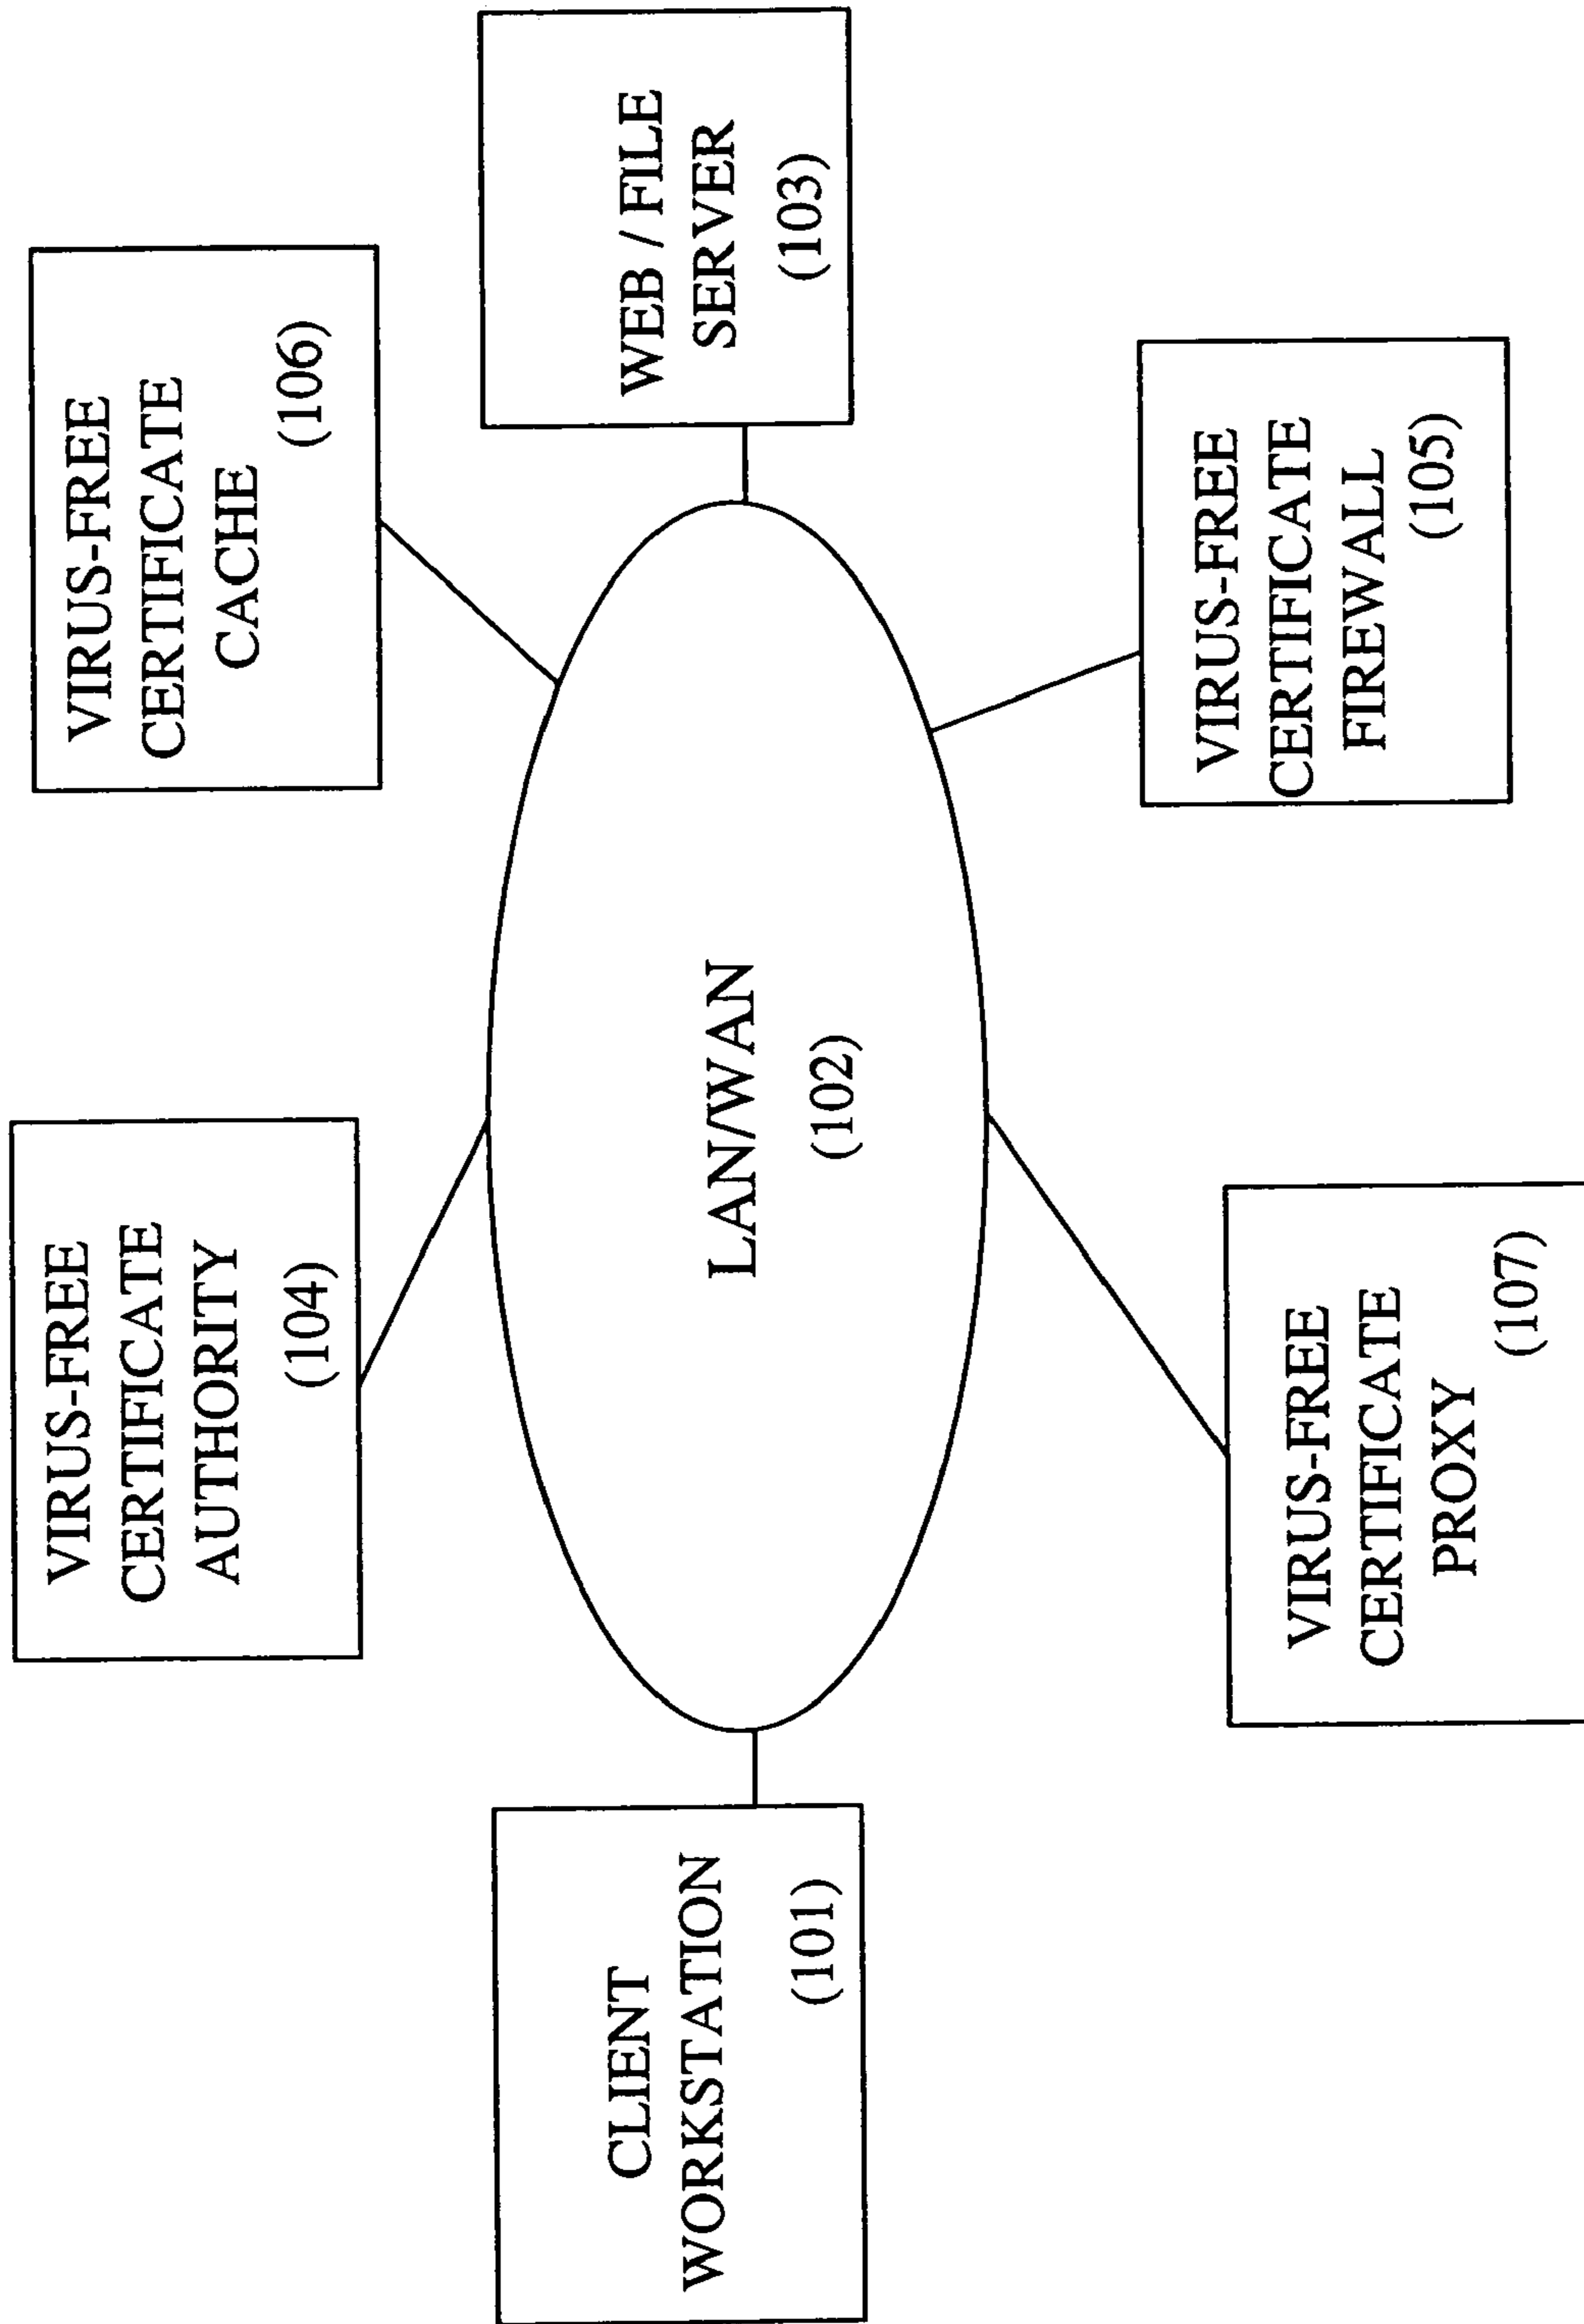 VIRUS-FREE
CERTIFICATE
AUTHORITY
(104)
VIRUS-FREE
CERTIFICATE
CACHE
(106)
CLIENT
WORKSTATION
(101)
LAN/WAN
(102)
WEB / FILE
SERVER
(103)
VIRUS-FREE
CERTIFICATE
PROXY
(107)
VIRUS-FREE
CERTIFICATE
FIREWALL
(105)